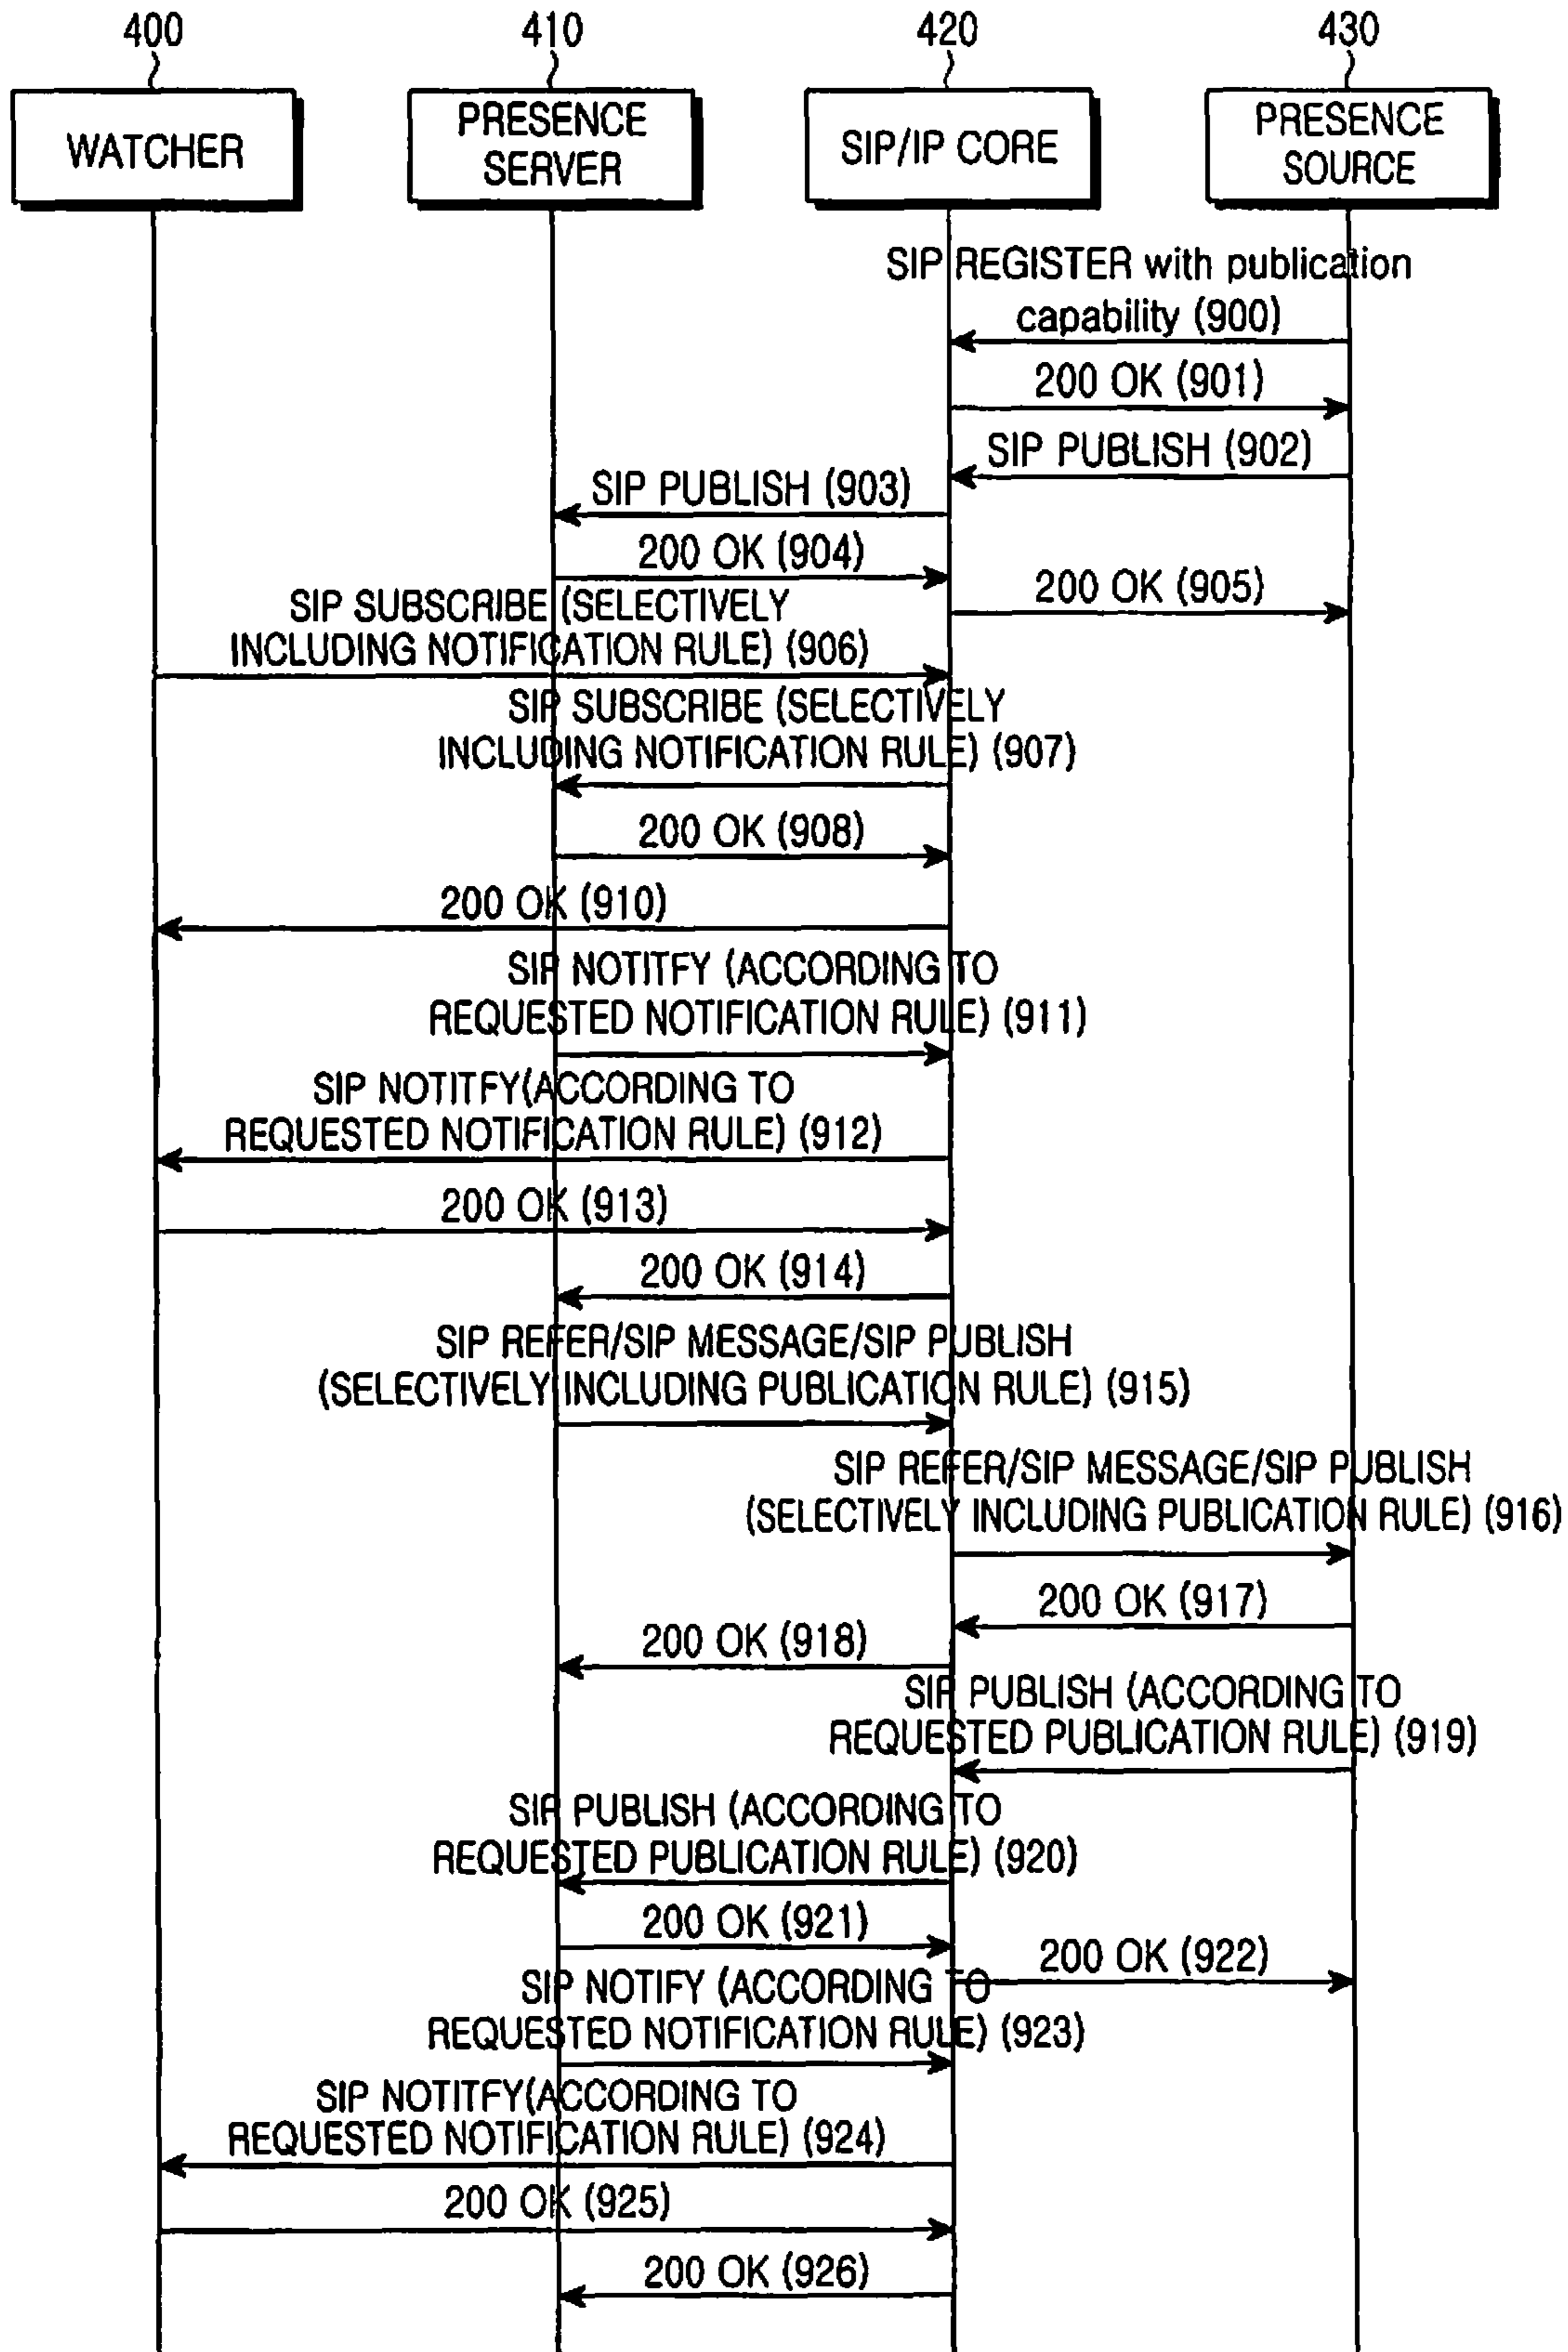 400
410
420
430
WATCHER
PRESENCE
SERVER
SIP/IP CORE
PRESENCE
SOURCE
SIP REGISTER with publication
capability (900)
200 OK (901)
SIP PUBLISH (902)
SIP PUBLISH (903)
200 OK (904)
200 OK (905)
SIP SUBSCRIBE (SELECTIVELY
INCLUDING NOTIFICATION RULE) (906)
SIP SUBSCRIBE (SELECTIVELY
INCLUDING NOTIFICATION RULE) (907)
200 OK (908)
200 OK (910)
SIP NOTITFY (ACCORDING TO
REQUESTED NOTIFICATION RULE) (911)
SIP NOTITFY(ACCORDING TO
REQUESTED NOTIFICATION RULE) (912)
200 OK (913)
200 OK (914)
SIP REFER/SIP MESSAGE/SIP PUBLISH
(SELECTIVELY INCLUDING PUBLICATION RULE) (915)
SIP REFER/SIP MESSAGE/SIP PUBLISH
(SELECTIVELY INCLUDING PUBLICATION RULE) (916)
200 OK (917)
200 OK (918)
SIP PUBLISH (ACCORDING TO
REQUESTED PUBLICATION RULE) (919)
SIP PUBLISH (ACCORDING TO
REQUESTED PUBLICATION RULE) (920)
200 OK (921)
200 OK (922)
SIP NOTIFY (ACCORDING TO
REQUESTED NOTIFICATION RULE) (923)
SIP NOTITFY(ACCORDING TO
REQUESTED NOTIFICATION RULE) (924)
200 OK (925)
200 OK (926)